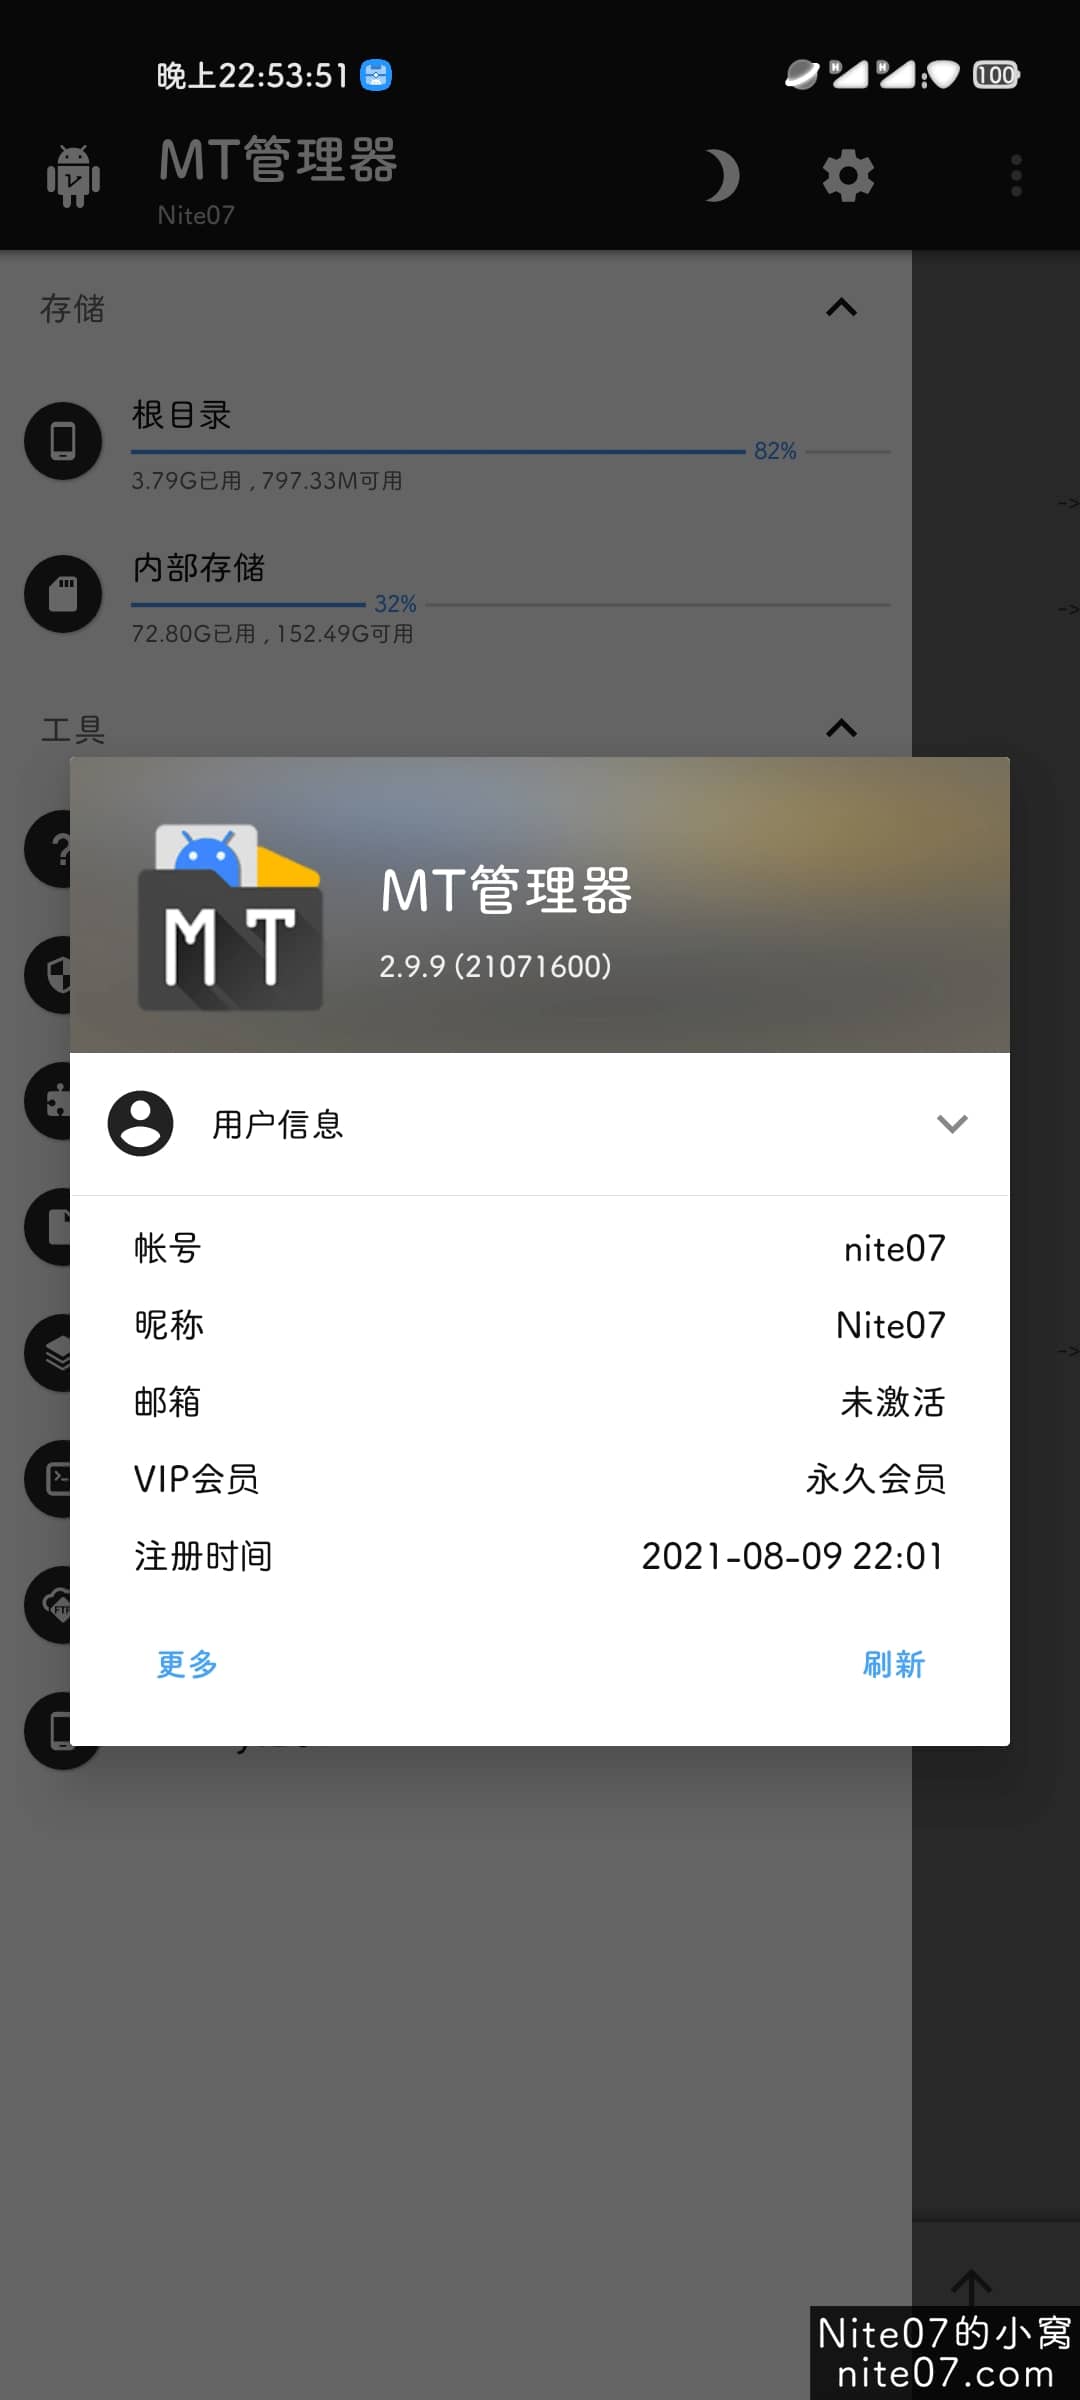 晚上22:53:51
100
MT管理器
Nite07
存储
根目录
82%
3.79G已用 , 797.33M可用
内部存储
32%
72.80G已用 , 152.49G可用
工具
MT
MT管理器
2.9.9 (21071600)
用户信息
帐号 nite07
昵称 Nite07
邮箱 未激活
VIP会员 永久会员
注册时间 2021-08-09 22:01
更多 刷新
Nite07的小窝
nite07.com